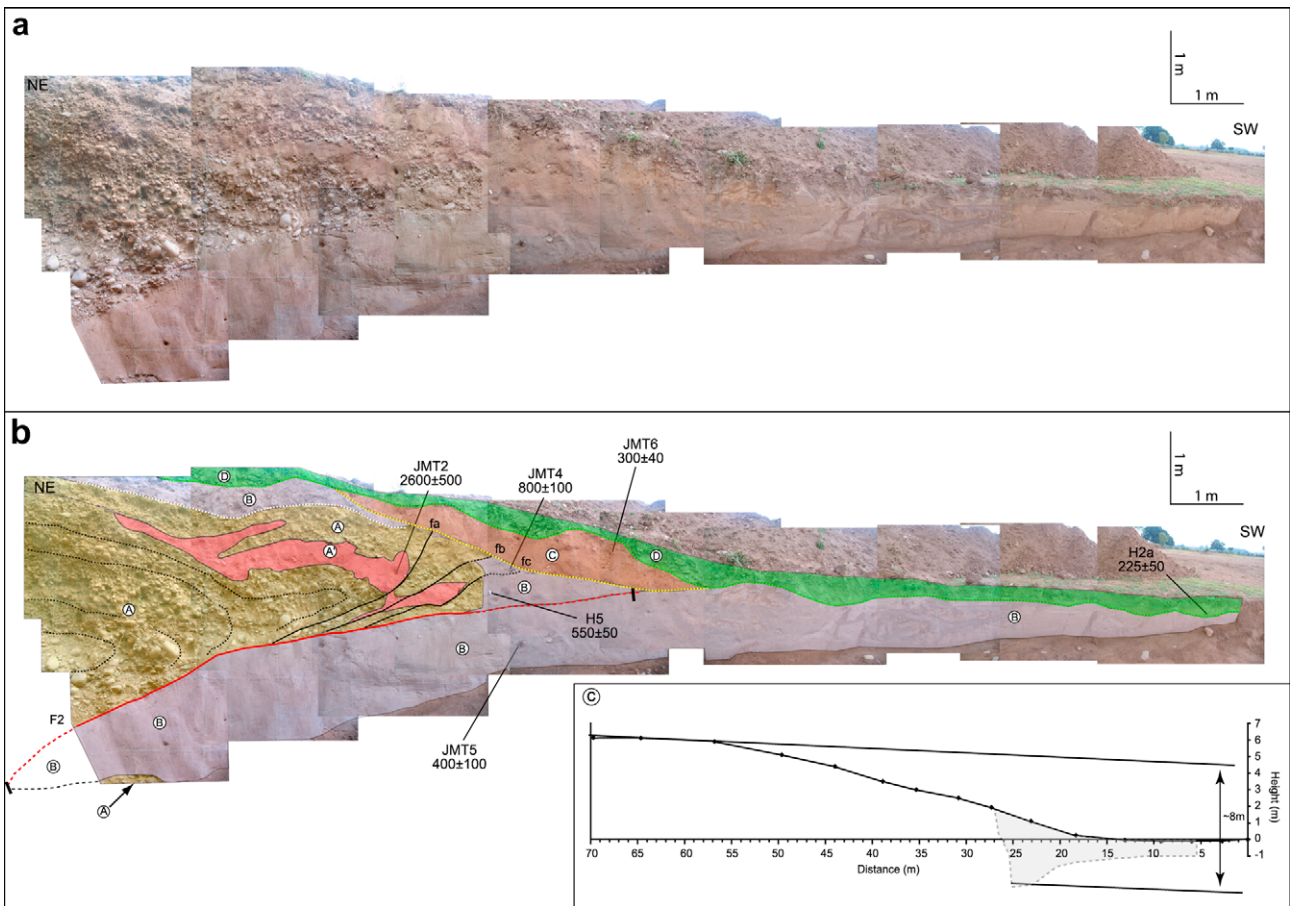 a
NE
1 m
1 m
SW
b
NE
D
B
JMT2
2600±500
JMT4
800±100
JMT6
300±40
1 m
1 m
SW
A
fa
A'
fb
fc
C
D
H2a
225±50
B
A
H5
550±50
B
B
F2
B
JMT5
400±100
B
A
C
7
6
5
4
3
2
1
0
-1
Height (m)
~8m
70 65 60 55 50 45 40 35 30 25 20 15 10 5
Distance (m)